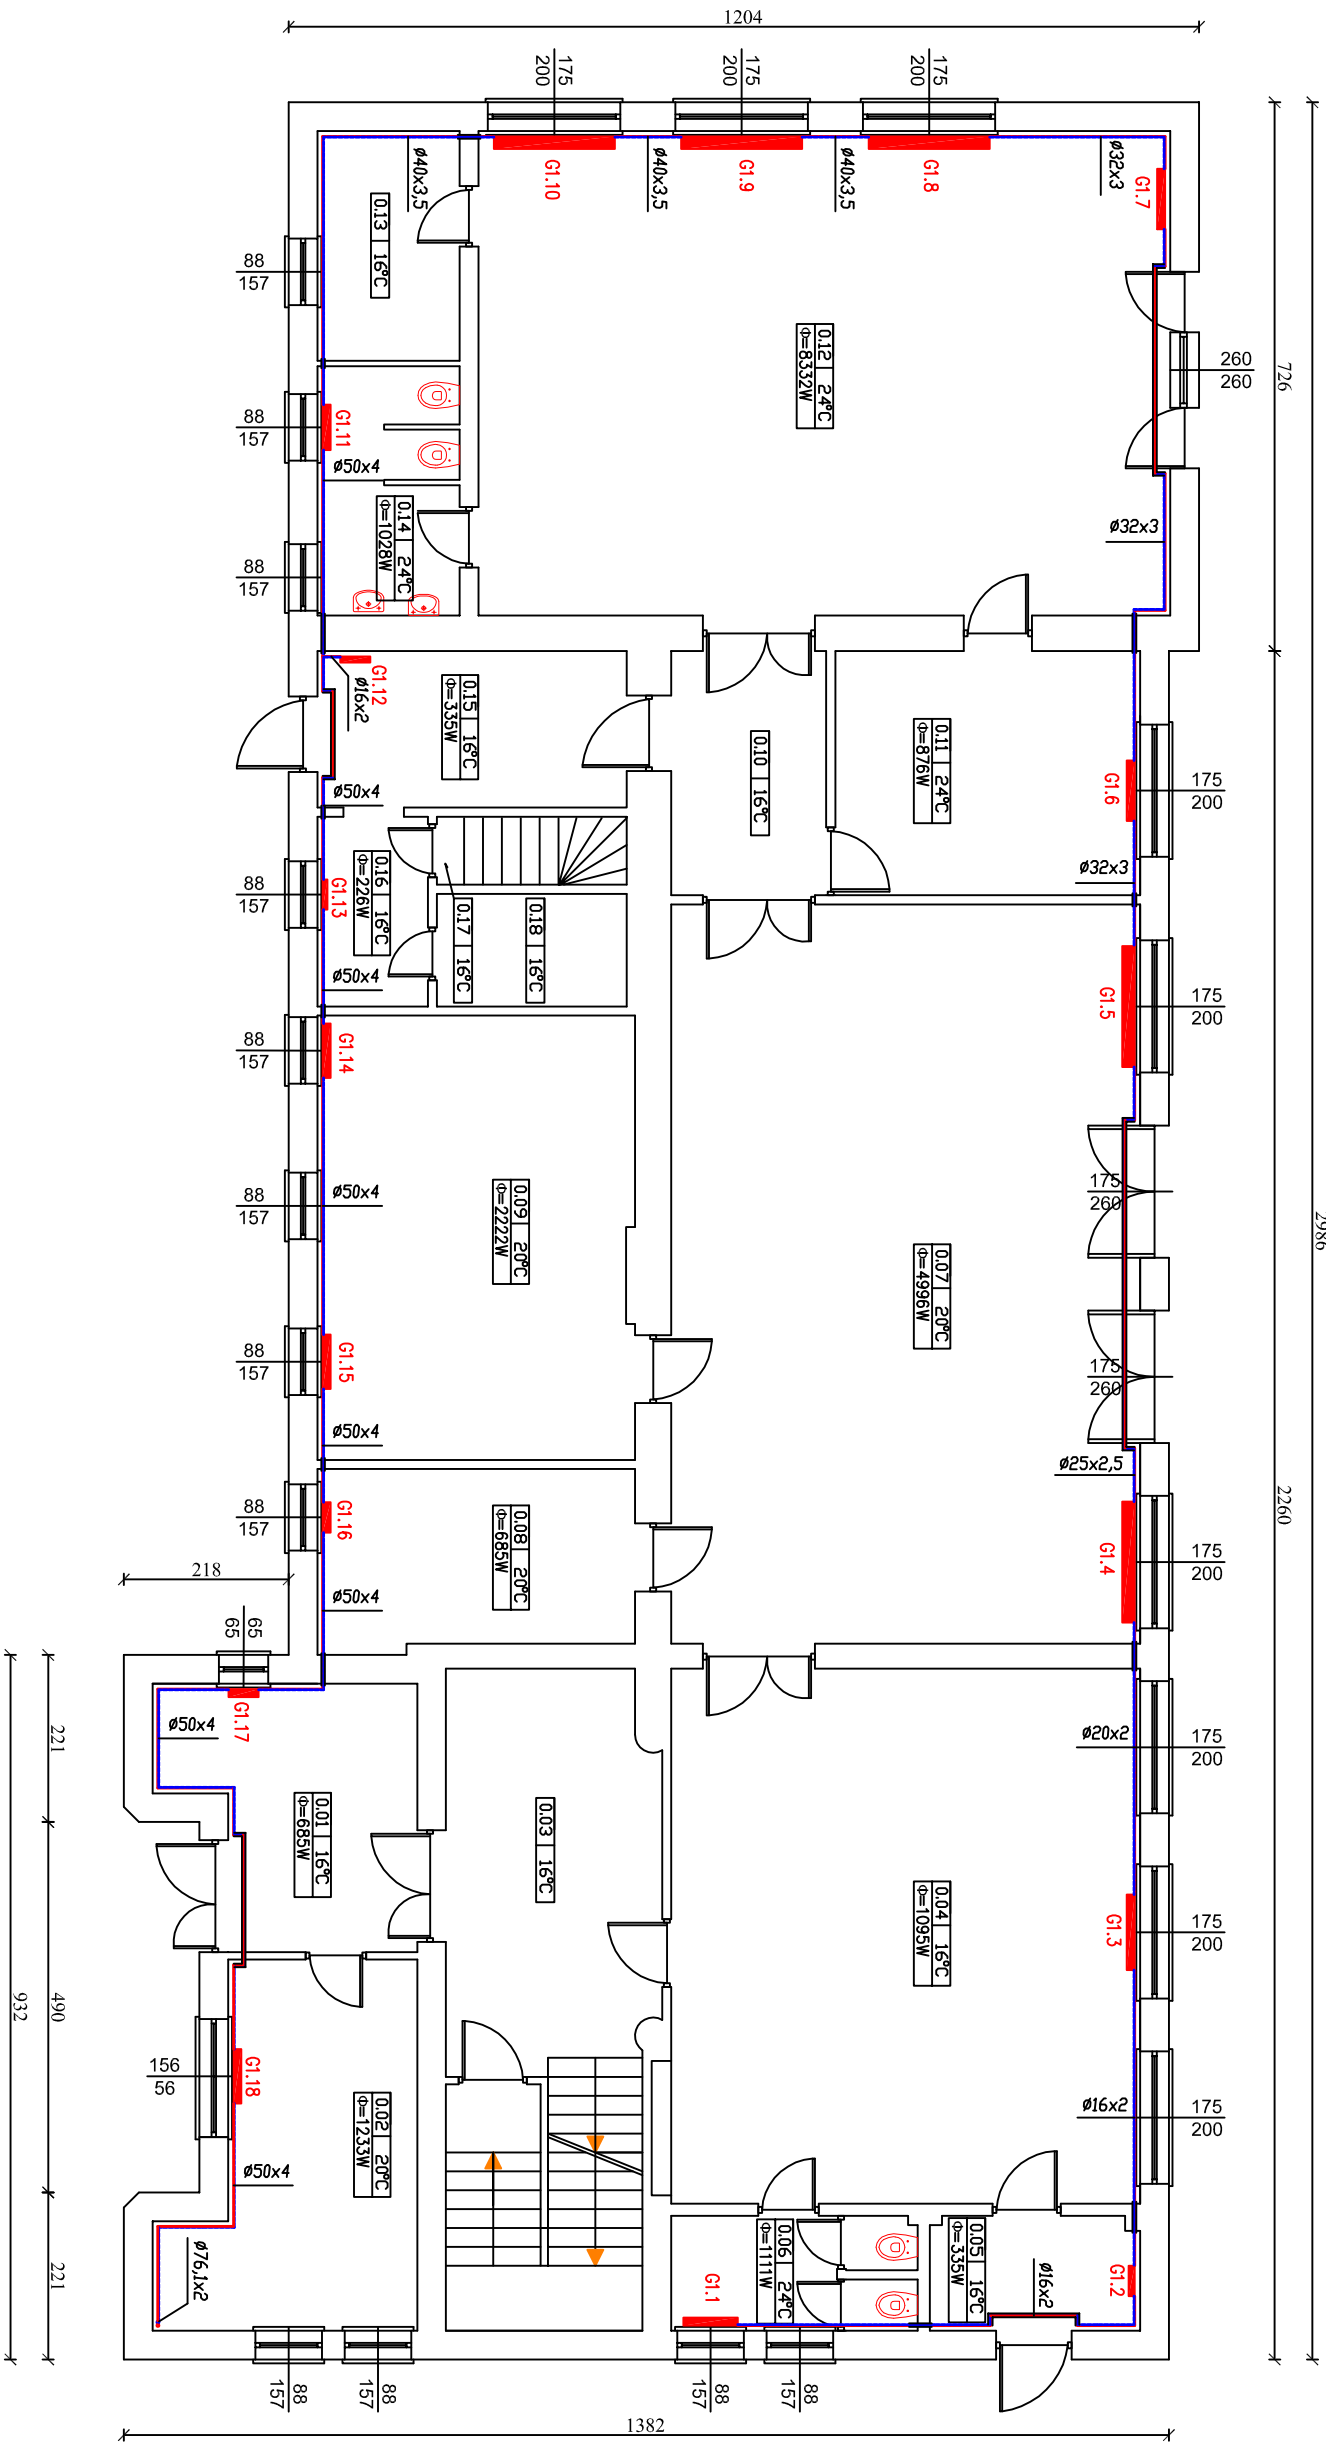 1204
175
200
175
200
175
200
ø40x3,5
G1.10
ø40x3,5
G1.9
ø40x3,5
G1.8
ø32x3
G1.7
0.13 16°C
88
157
260
260
726
0.12 24°C
Φ=8332W
88
157
G1.11
ø50x4
0.14 24°C
Φ=1028W
ø32x3
88
157
G1.12
ø16x2
0.15 16°C
Φ=335W
0.10 16°C
0.11 24°C
Φ=876W
G1.6
175
200
ø50x4
ø32x3
88
157
G1.13
0.16 16°C
Φ=226W
0.17 16°C
0.18 16°C
ø50x4
G1.5
175
200
88
157
G1.14
175
260
88
157
ø50x4
0.09 20°C
Φ=2222W
2986
0.07 20°C
Φ=4996W
88
157
G1.15
175
260
ø50x4
ø25x2,5
2260
88
157
G1.16
0.08 20°C
Φ=685W
G1.4
175
200
218
ø50x4
65
65
G1.17
ø50x4
221
ø20x2
175
200
0.01 16°C
Φ=685W
0.03 16°C
0.04 16°C
Φ=1095W
G1.3
175
200
932
490
156
56
G1.18
0.02 20°C
Φ=1233W
ø16x2
175
200
ø50x4
221
ø76,1x2
0.06 24°C
Φ=1111W
0.05 16°C
Φ=335W
ø16x2
G1.2
G1.1
88
157
88
157
88
157
88
157
1382